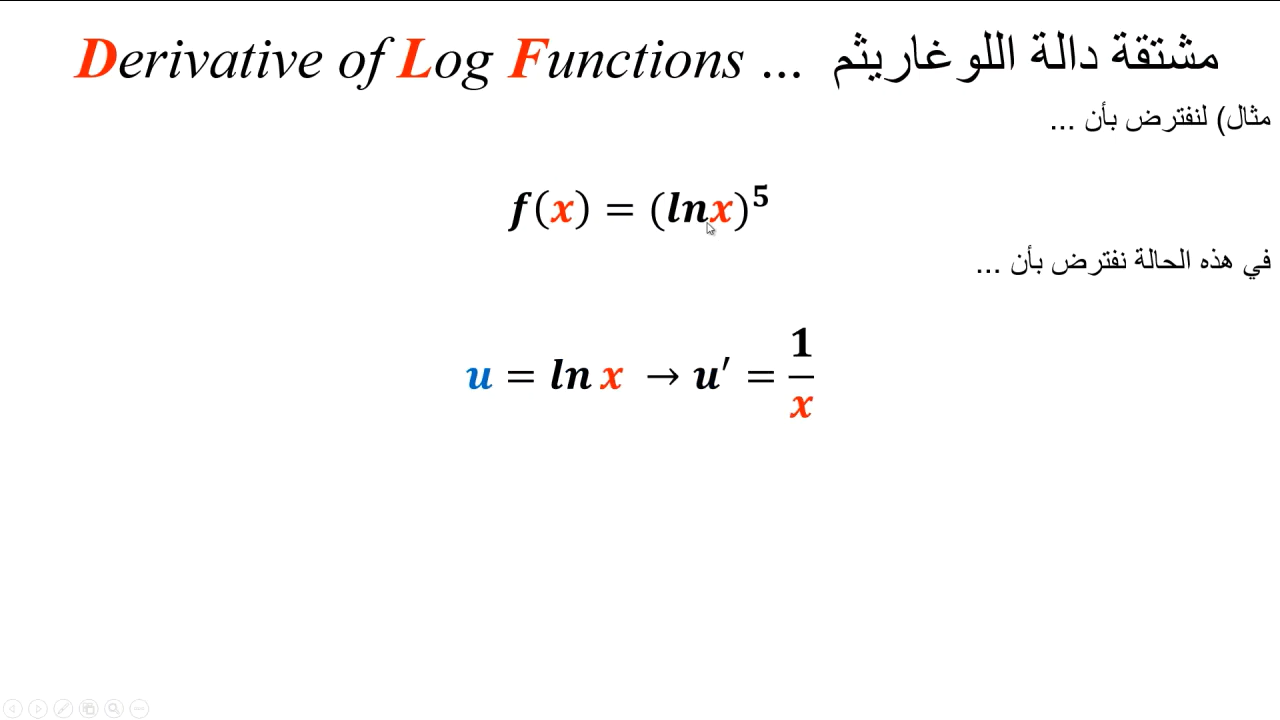 Derivative of Log Functions ... مشتقة دالة اللوغاريثم
مثال) لنفترض بأن ...
f(x) = (lnx)^5
في هذه الحالة نفترض بأن ...
u = ln x → u′ = 1/x